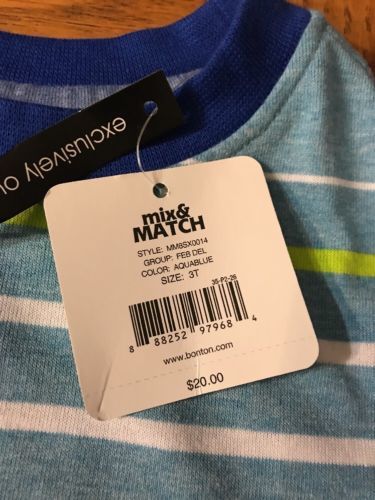 exclusively ou
mix&
MATCH
STYLE: MM8SX0014
GROUP: FEB DEL
COLOR: AQUABLUE
SIZE: 3T
35-P2-26
8 88252 97968 4
www.bonton.com
$20.00